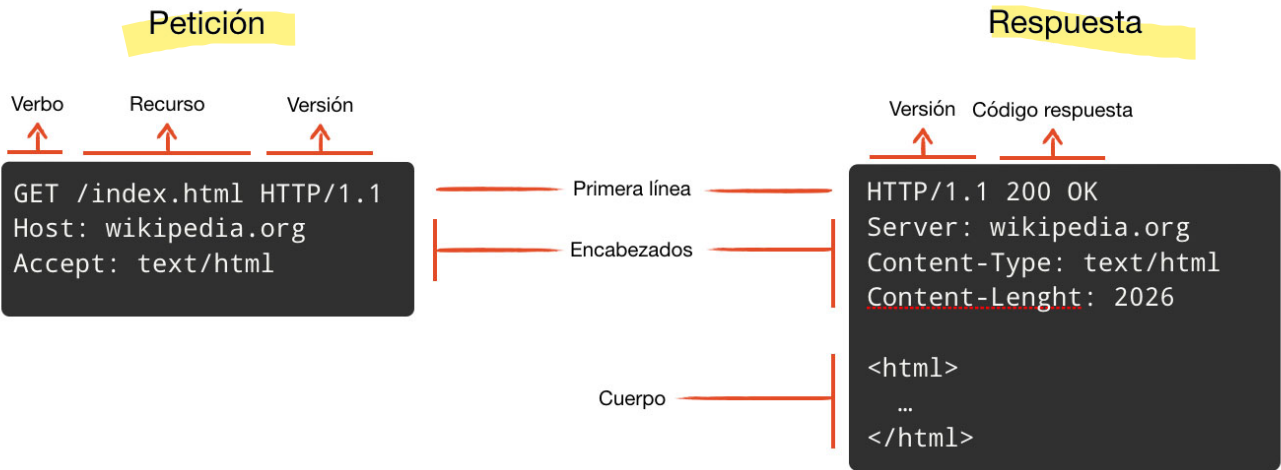 Petición
Respuesta
Verbo
Recurso
Versión
Versión
Código respuesta
GET /index.html HTTP/1.1
Host: wikipedia.org
Accept: text/html
Primera línea
Encabezados
Cuerpo
HTTP/1.1 200 OK
Server: wikipedia.org
Content-Type: text/html
Content-Lenght: 2026
<html>
…
</html>